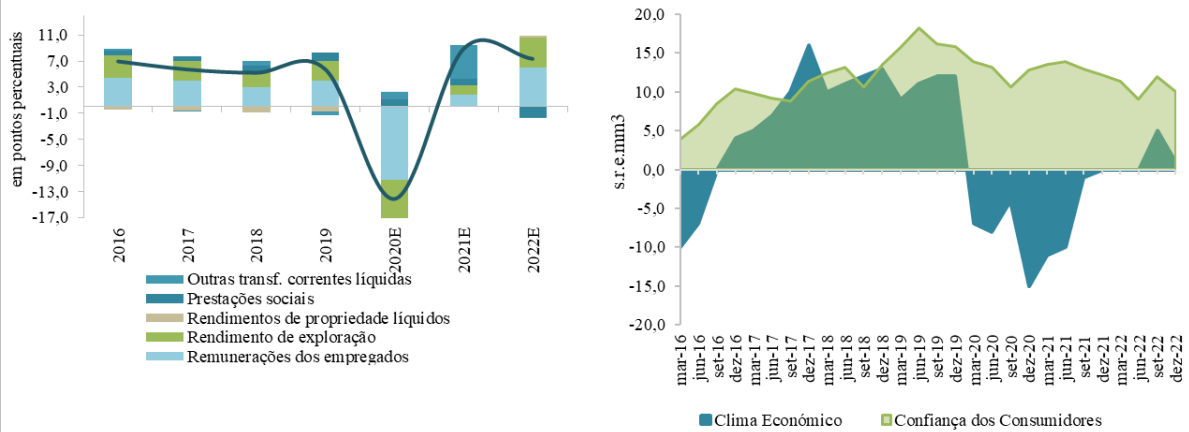 em pontos percentuais
11,0
7,0
3,0
-1,0
-5,0
-9,0
-13,0
-17,0
2016
2017
2018
2019
2020E
2021E
2022E
Outras transf. correntes líquidas
Prestações sociais
Rendimentos de propriedade líquidos
Rendimento de exploração
Remunerações dos empregados
s.r.e.mm3
20,0
15,0
10,0
5,0
0,0
-5,0
-10,0
-15,0
-20,0
mar-16
jun-16
set-16
dez-16
mar-17
jun-17
set-17
dez-17
mar-18
jun-18
set-18
dez-18
mar-19
jun-19
set-19
dez-19
mar-20
jun-20
set-20
dez-20
mar-21
jun-21
set-21
dez-21
mar-22
jun-22
set-22
dez-22
Clima Económico
Confiança dos Consumidores